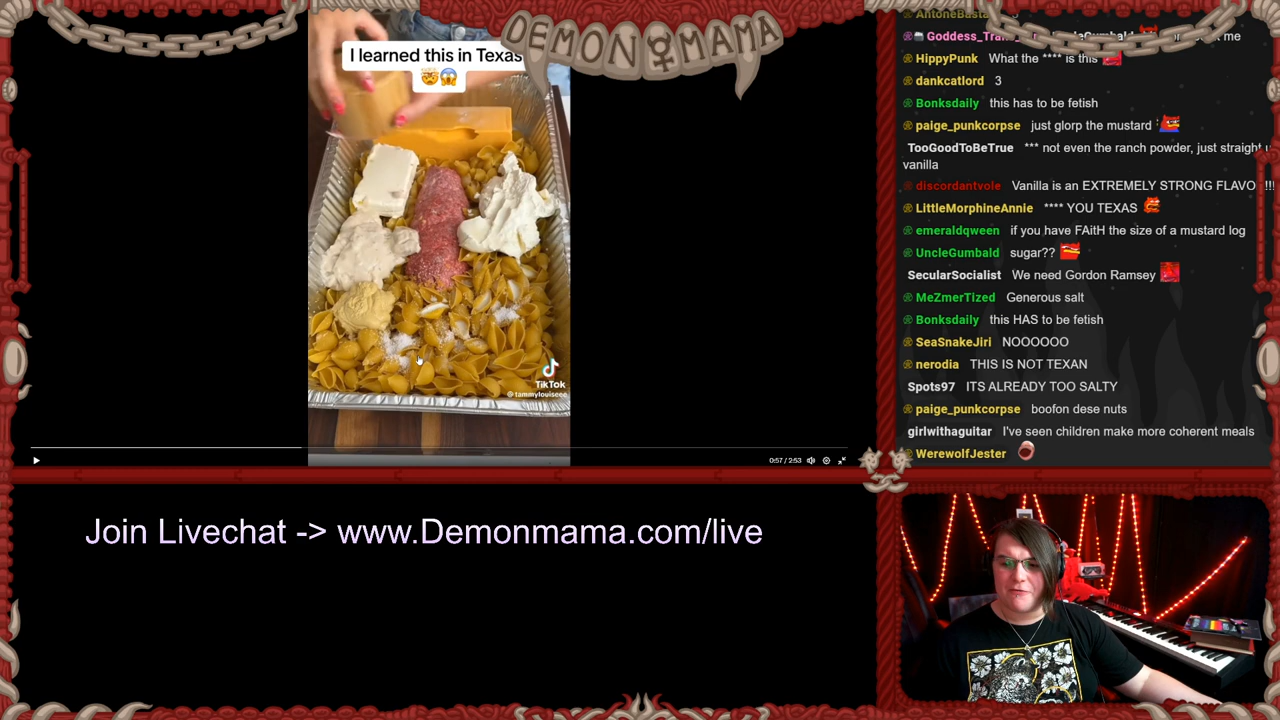 DEMON MAMA
I learned this in Texas
TikTok
@tammylouiseee
0:57 / 2:53
AntoneBasta
HippyPunk What the **** is this
dankcatlord 3
Bonksdaily this has to be fetish
paige_punkcorpse just glorp the mustard
TooGoodToBeTrue *** not even the ranch powder, just straight u
vanilla
discordantvole Vanilla is an EXTREMELY STRONG FLAVO !!!
LittleMorphineAnnie **** YOU TEXAS
emeraldqween if you have FAitH the size of a mustard log
UncleGumbald sugar??
SecularSocialist We need Gordon Ramsey
MeZmerTized Generous salt
Bonksdaily this HAS to be fetish
SeaSnakeJiri NOOOOOO
nerodia THIS IS NOT TEXAN
Spots97 ITS ALREADY TOO SALTY
paige_punkcorpse boofon dese nuts
girlwithaguitar I've seen children make more coherent meals
WerewolfJester
Join Livechat -> www.Demonmama.com/live